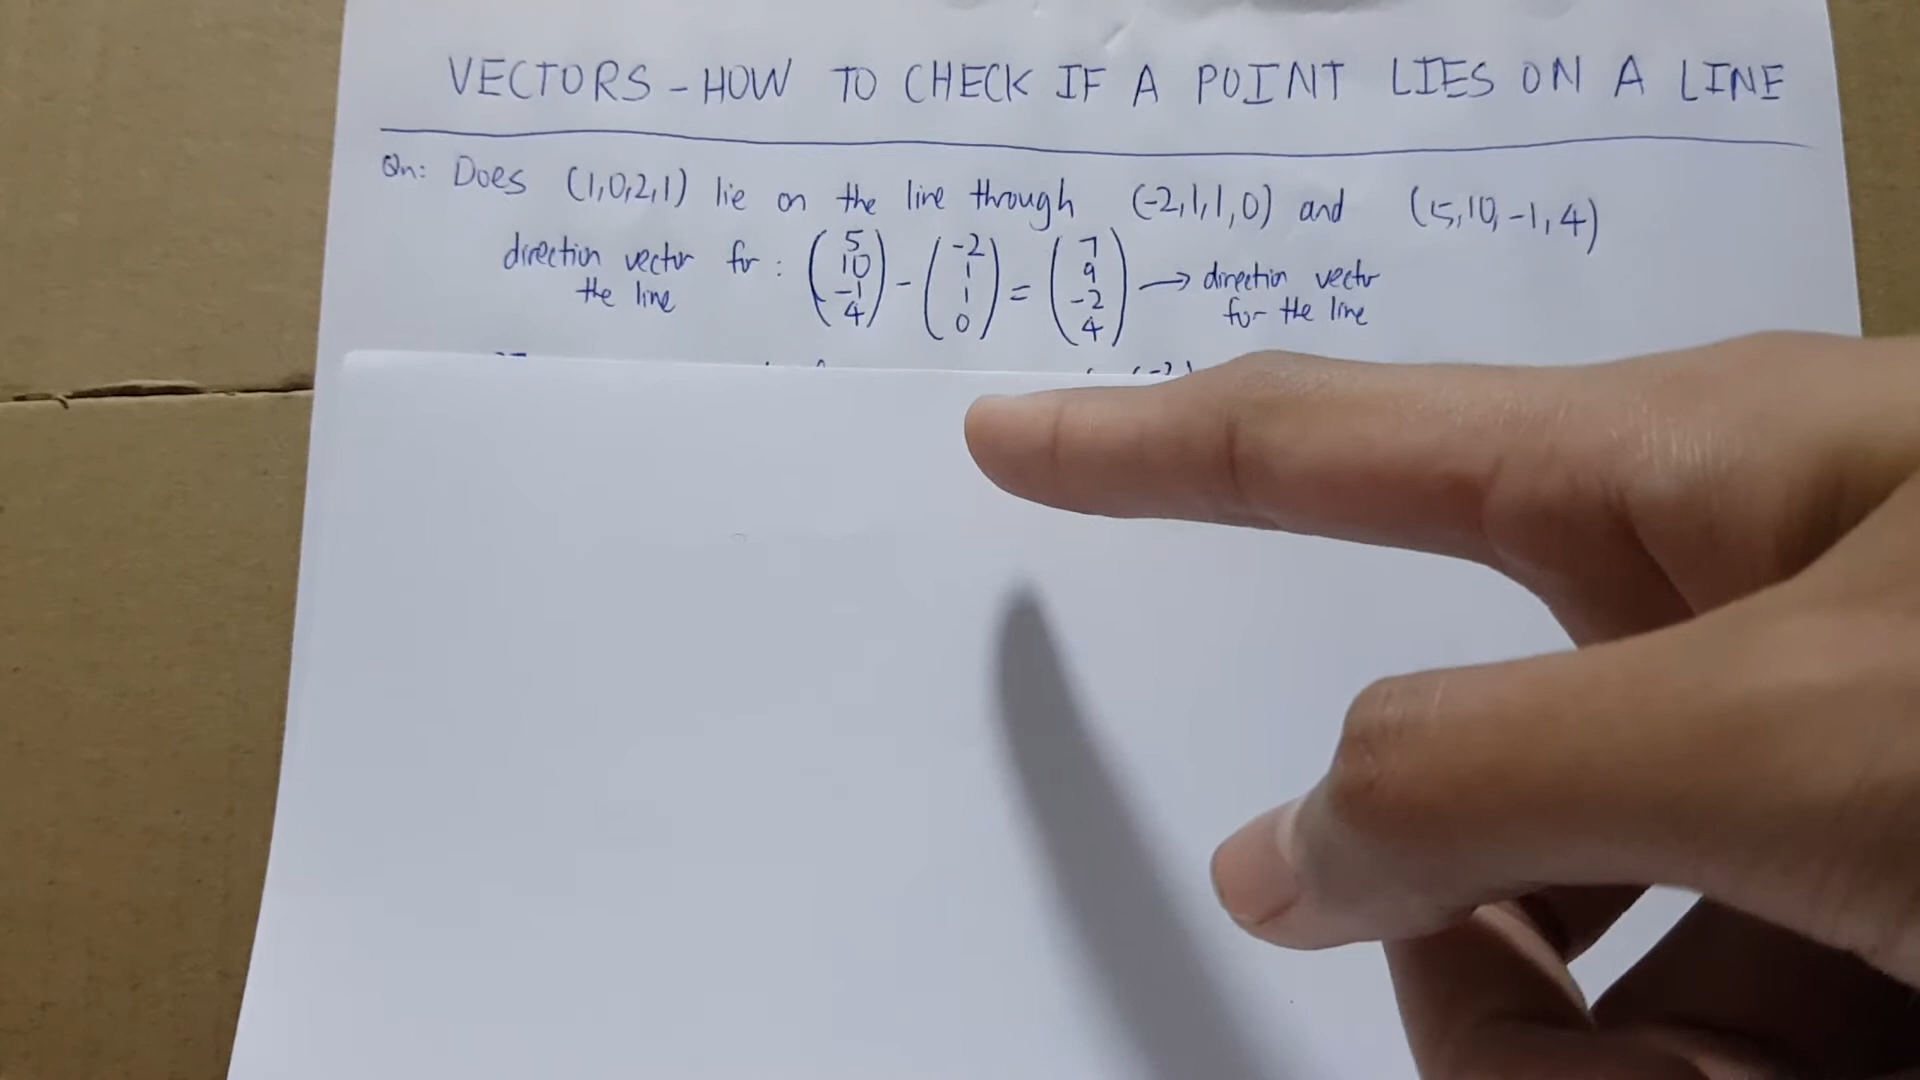 VECTORS - HOW TO CHECK IF A POINT LIES ON A LINE
Qn: Does (1,0,2,1) lie on the line through (-2,1,1,0) and (5,10,-1,4)
direction vector for the line : (5 10 -1 4) - (-2 1 1 0) = (7 9 -2 4) → direction vector for the line